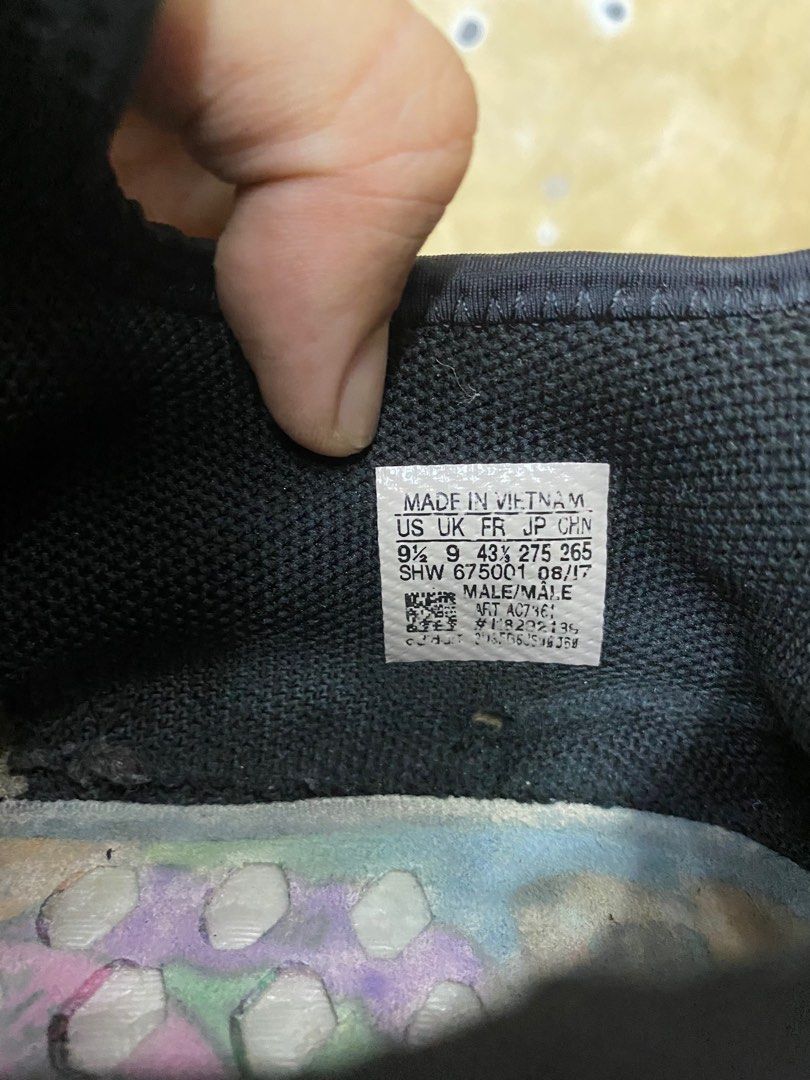 MADE IN VIETNAM
US UK FR JP CHN
9½ 9 43⅓ 275 265
SHW 675001 08/17
MALE/MÂLE
ART